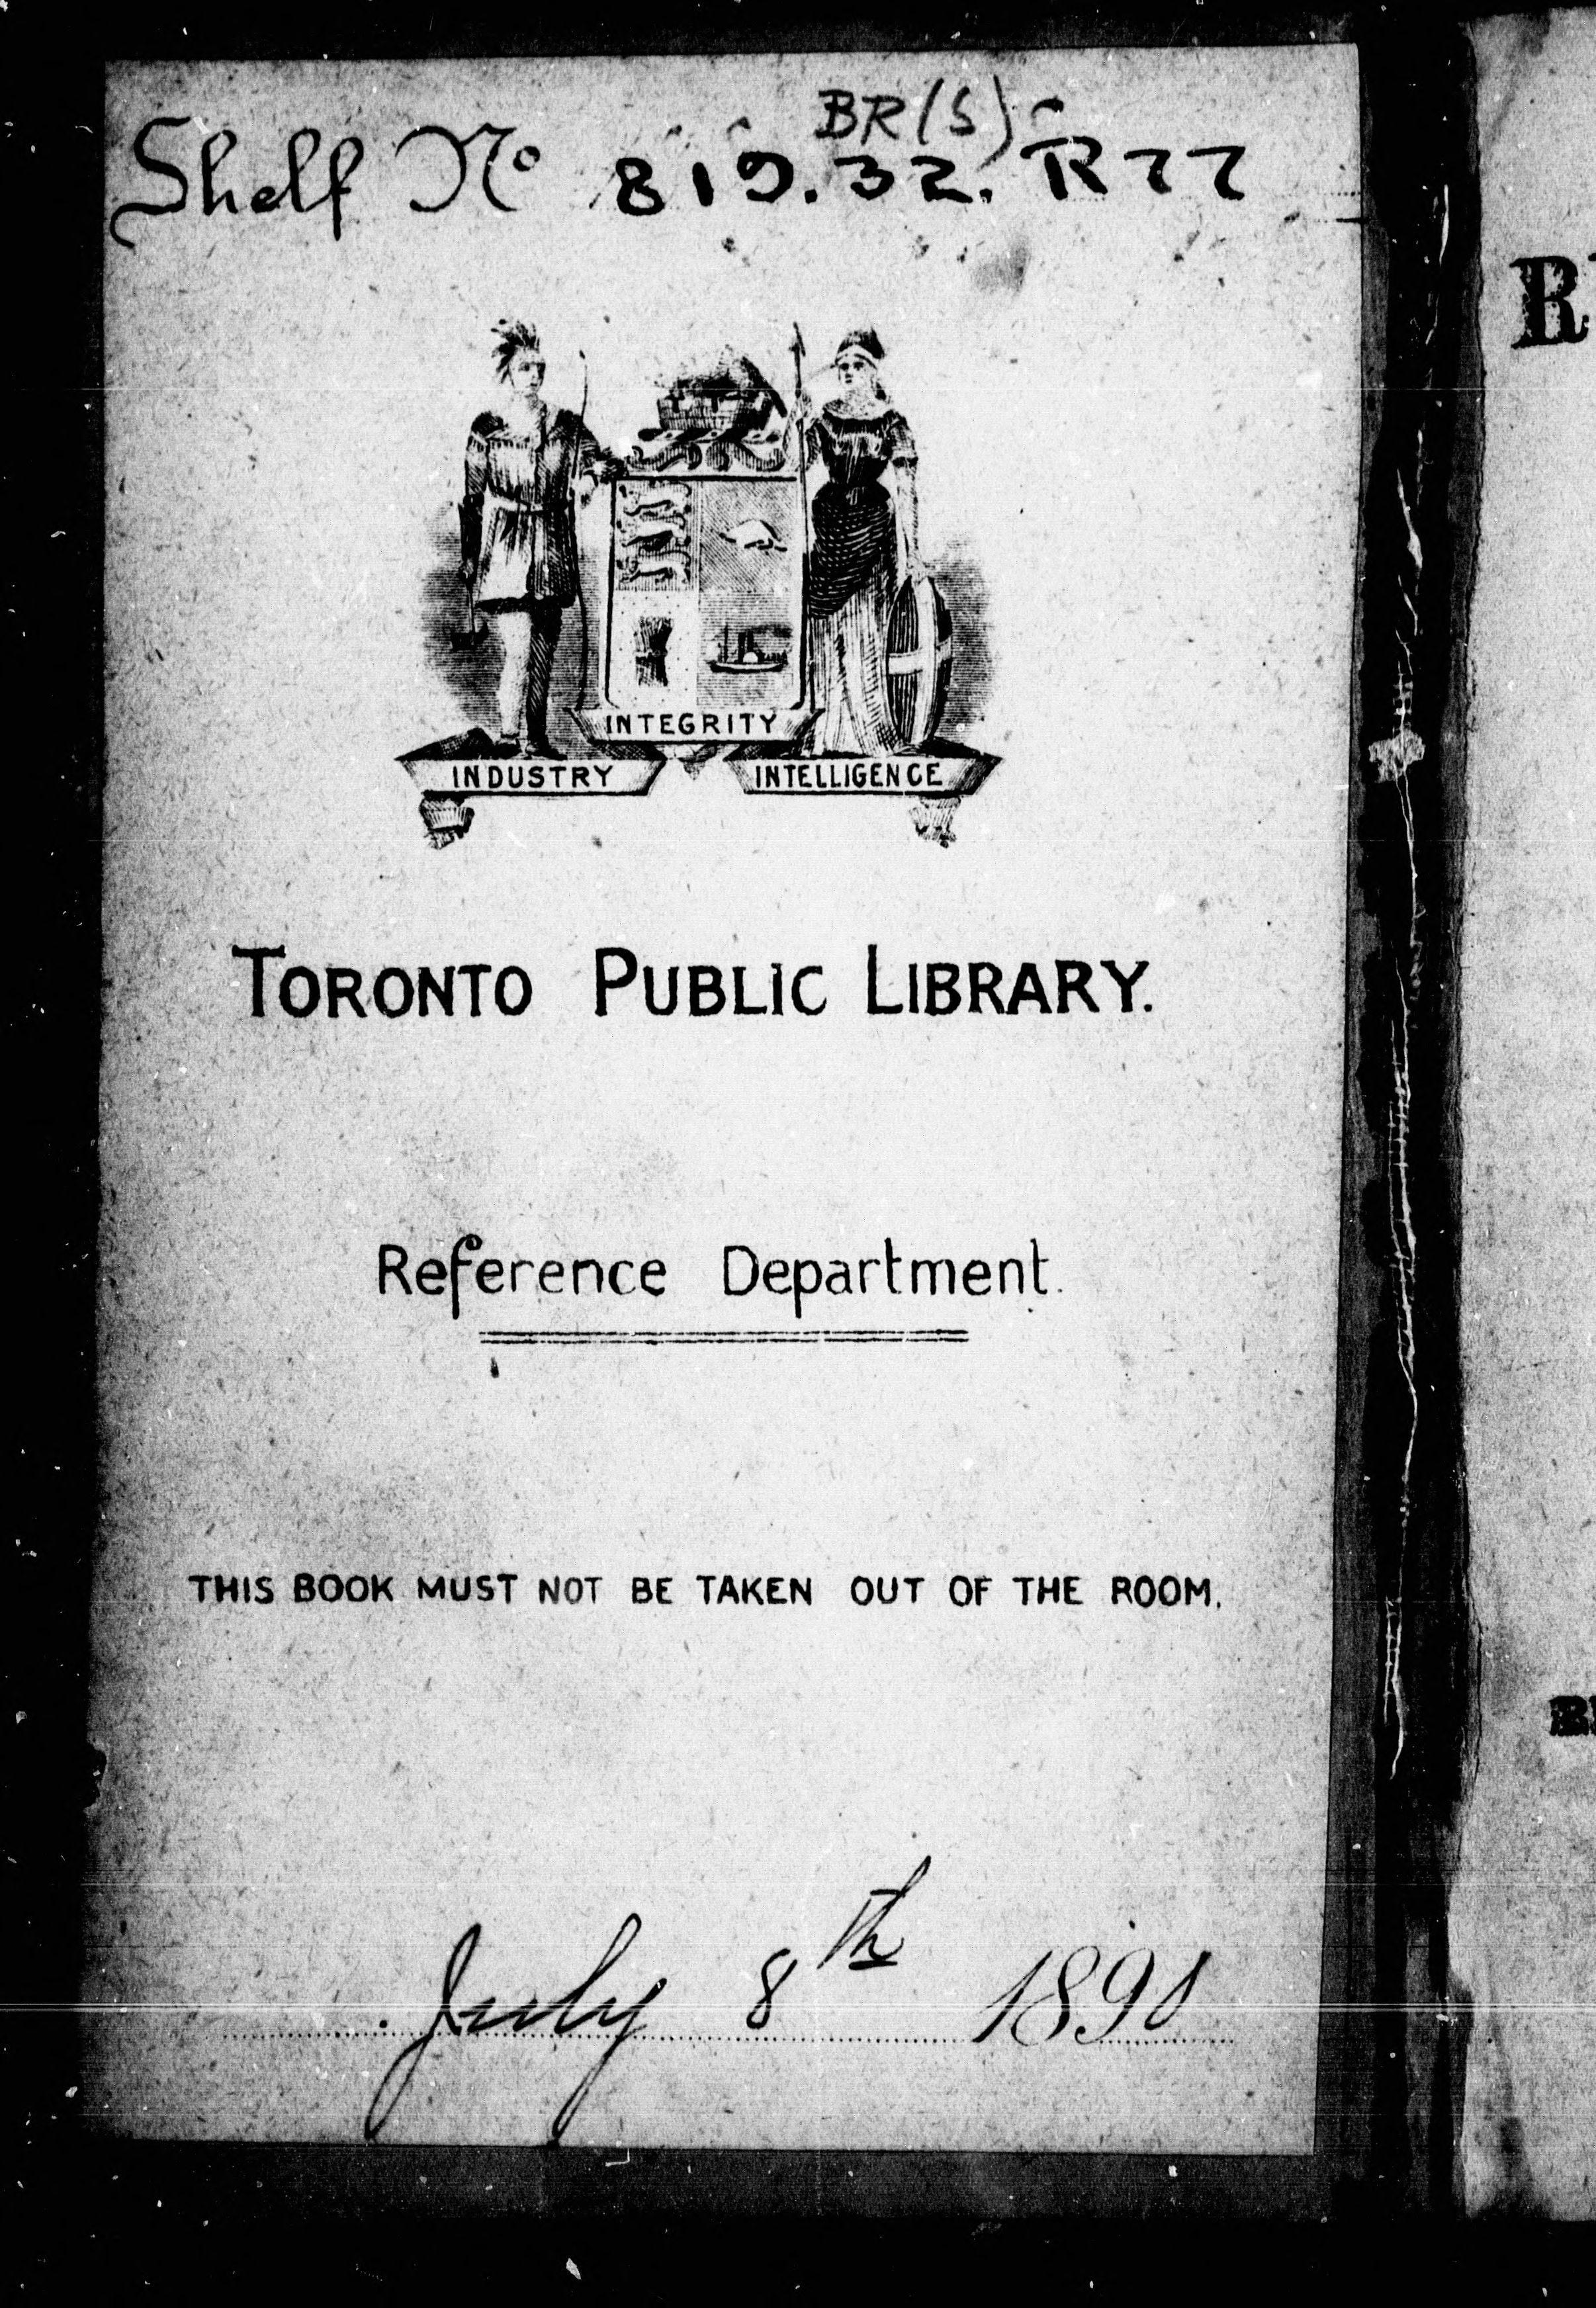 BR(S)
Shelf No 819.32. R77
INTEGRITY
INDUSTRY INTELLIGENCE
TORONTO PUBLIC LIBRARY.
Reference Department.
THIS BOOK MUST NOT BE TAKEN OUT OF THE ROOM.
July 8th 1890